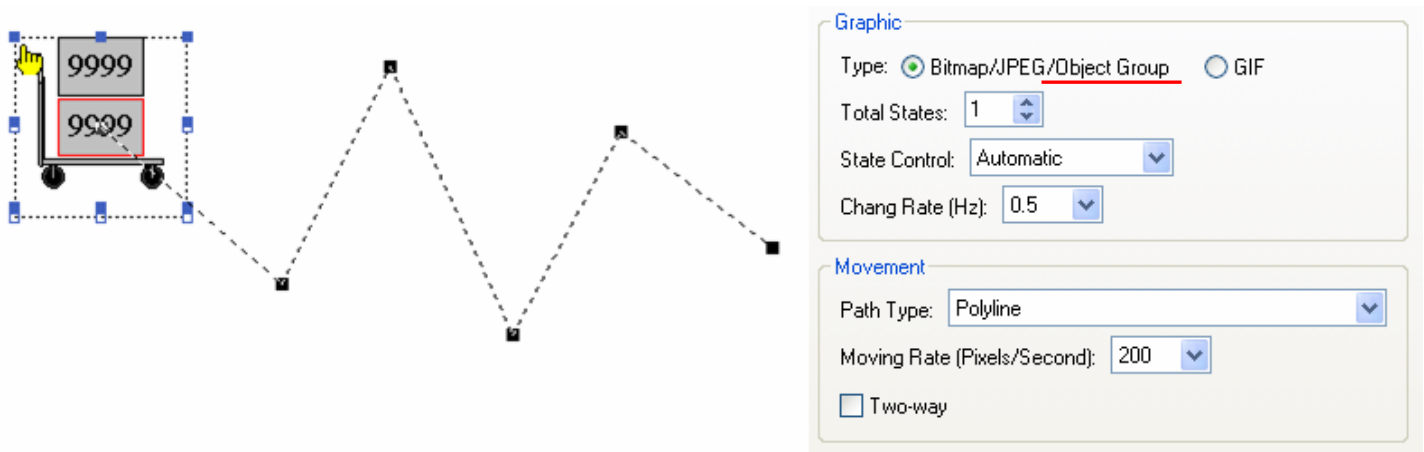 9999
9999
Graphic
Type: Bitmap/JPEG/Object Group GIF
Total States: 1
State Control: Automatic
Chang Rate (Hz): 0.5
Movement
Path Type: Polyline
Moving Rate (Pixels/Second): 200
Two-way